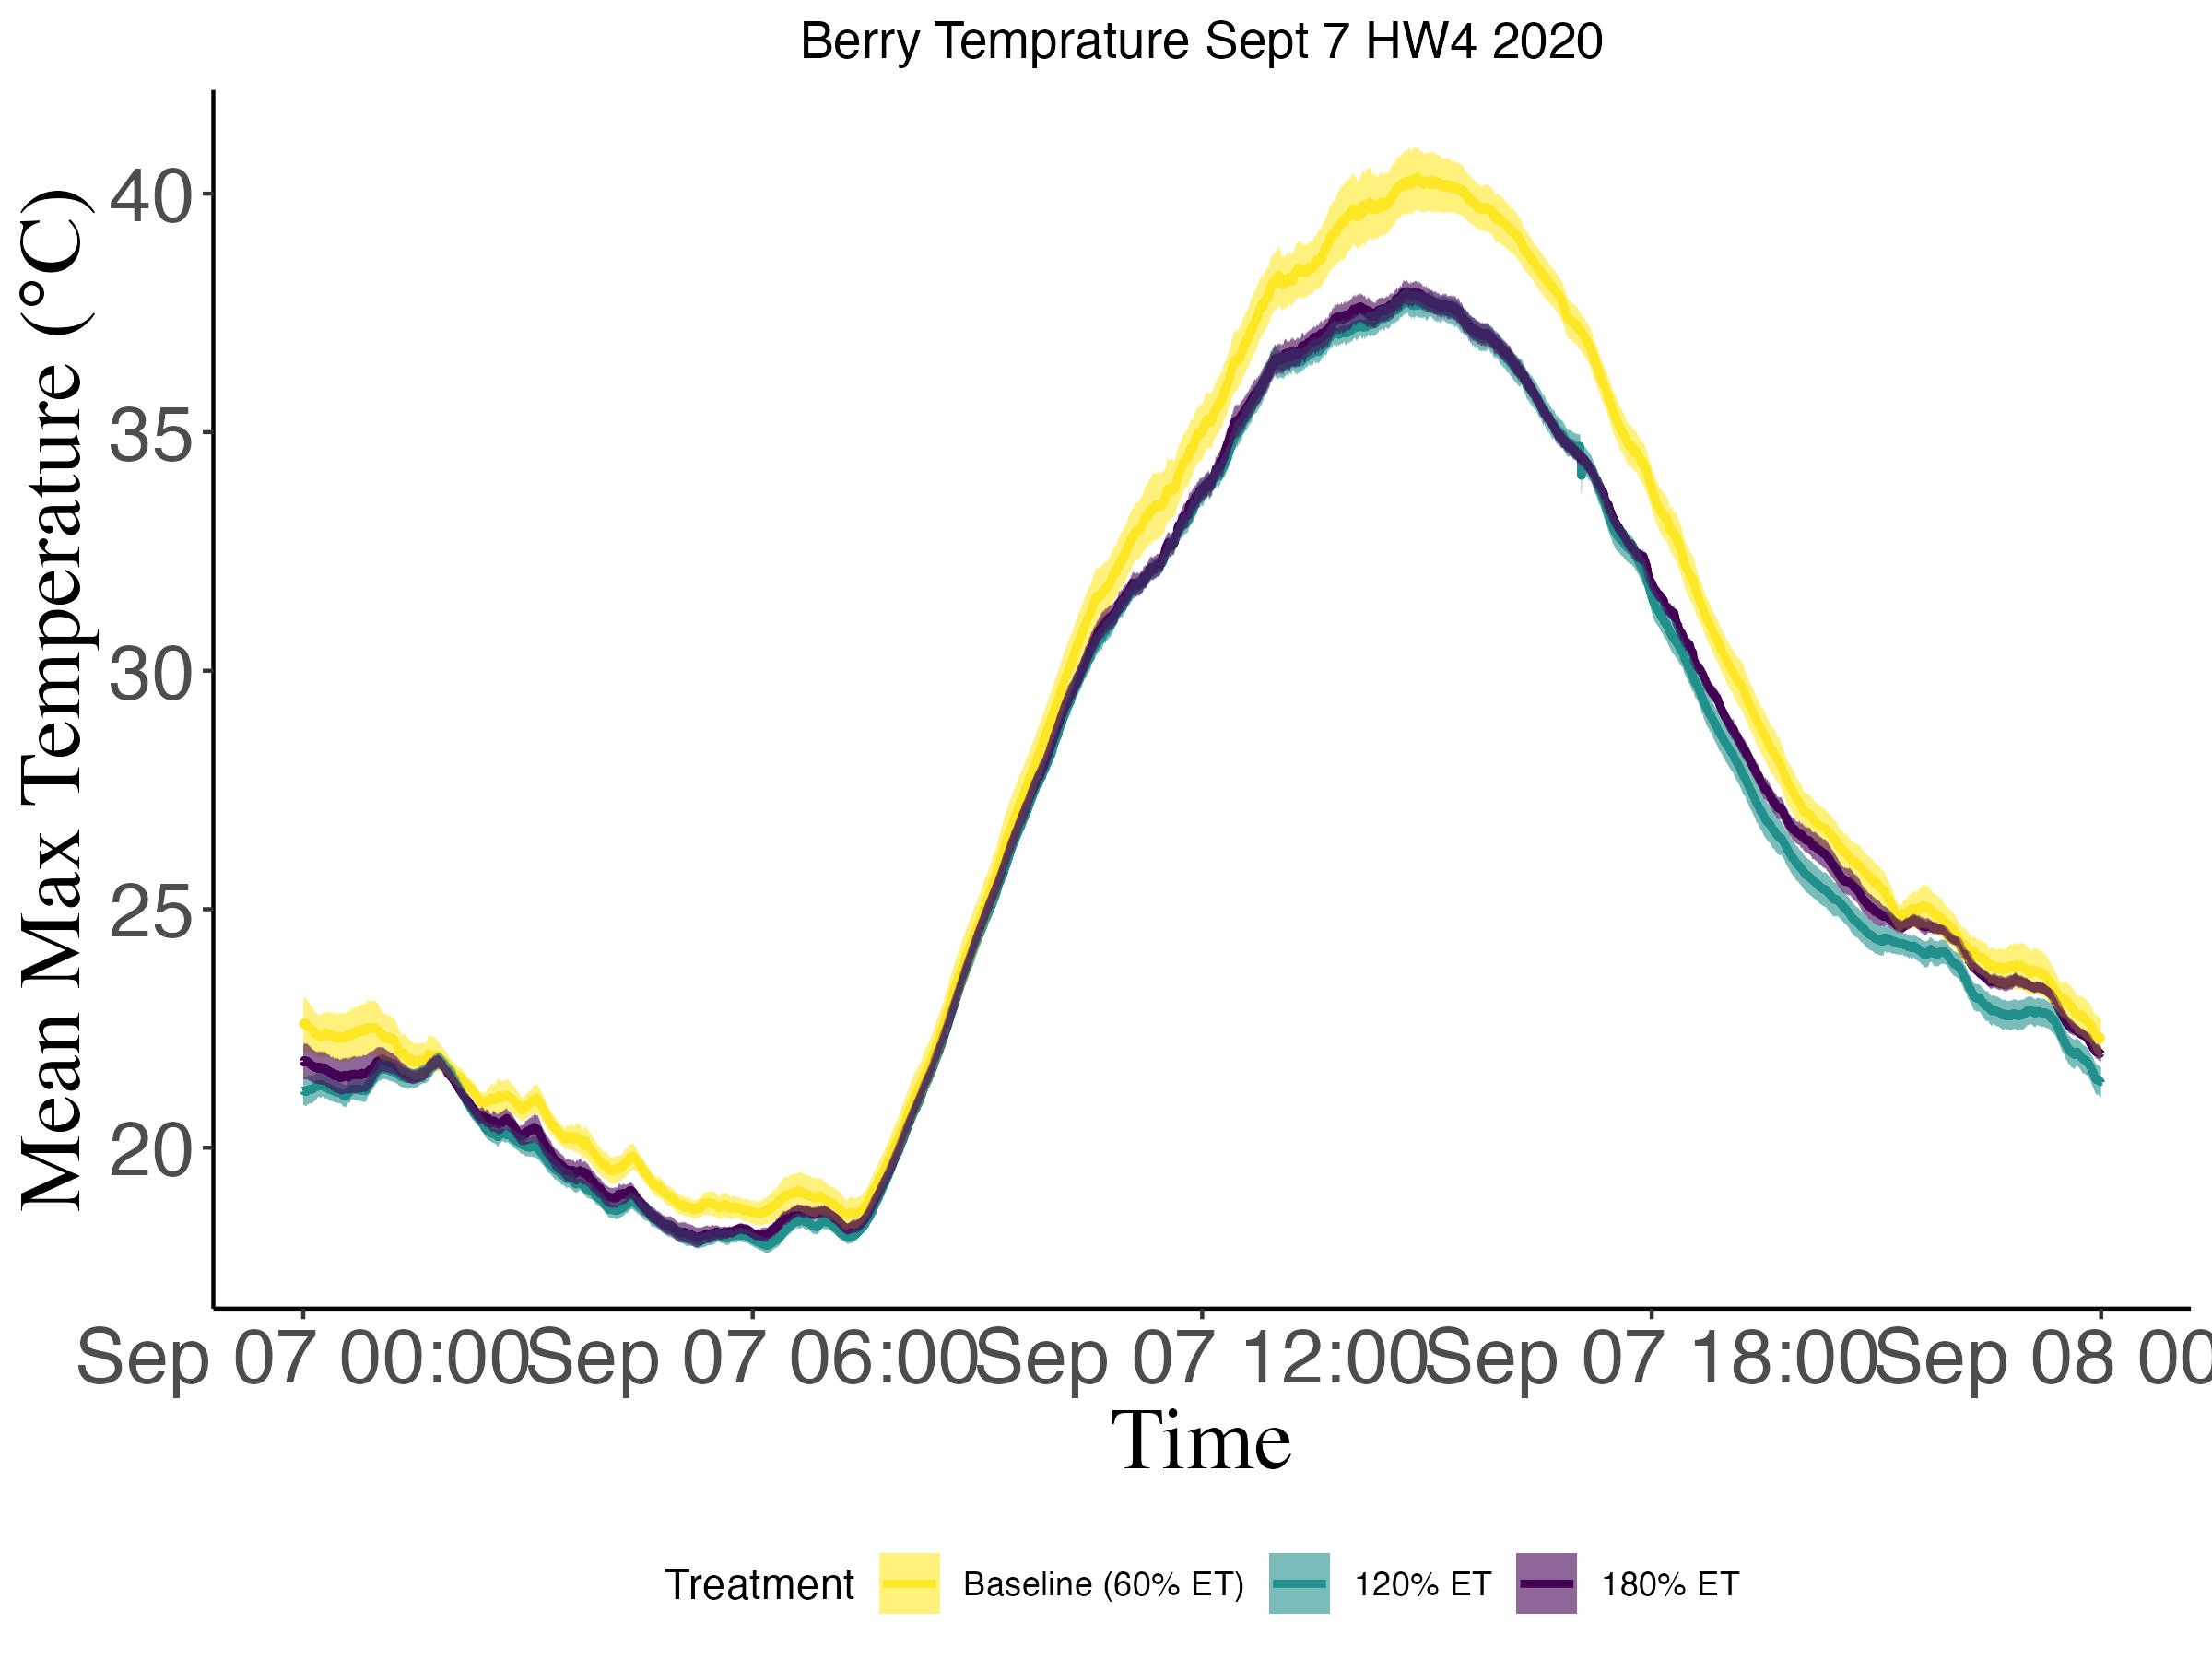 Berry Temprature Sept 7 HW4 2020
Mean Max Temperature (°C)
40
35
30
25
20
Sep 07 00:00 Sep 07 06:00 Sep 07 12:00 Sep 07 18:00 Sep 08 00
Time
Treatment Baseline (60% ET) 120% ET 180% ET